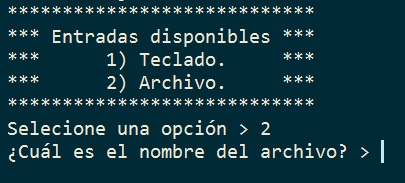 ****************************
*** Entradas disponibles ***
***      1) Teclado.     ***
***      2) Archivo.     ***
****************************
Selecione una opción > 2
¿Cuál es el nombre del archivo? >